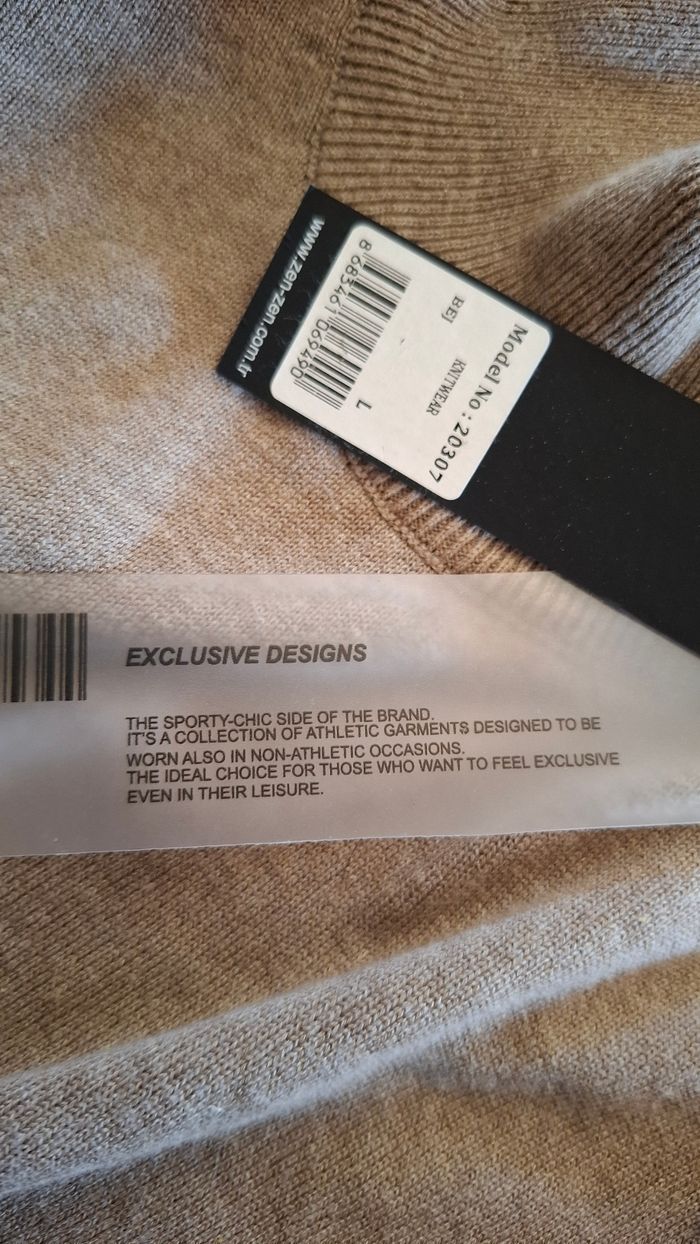 www.zen-zen.com.tr
Model No : 20307
KNITWEAR
BEJ
L
8 683461 069490
EXCLUSIVE DESIGNS
THE SPORTY-CHIC SIDE OF THE BRAND.
IT'S A COLLECTION OF ATHLETIC GARMENTS DESIGNED TO BE
WORN ALSO IN NON-ATHLETIC OCCASIONS.
THE IDEAL CHOICE FOR THOSE WHO WANT TO FEEL EXCLUSIVE
EVEN IN THEIR LEISURE.